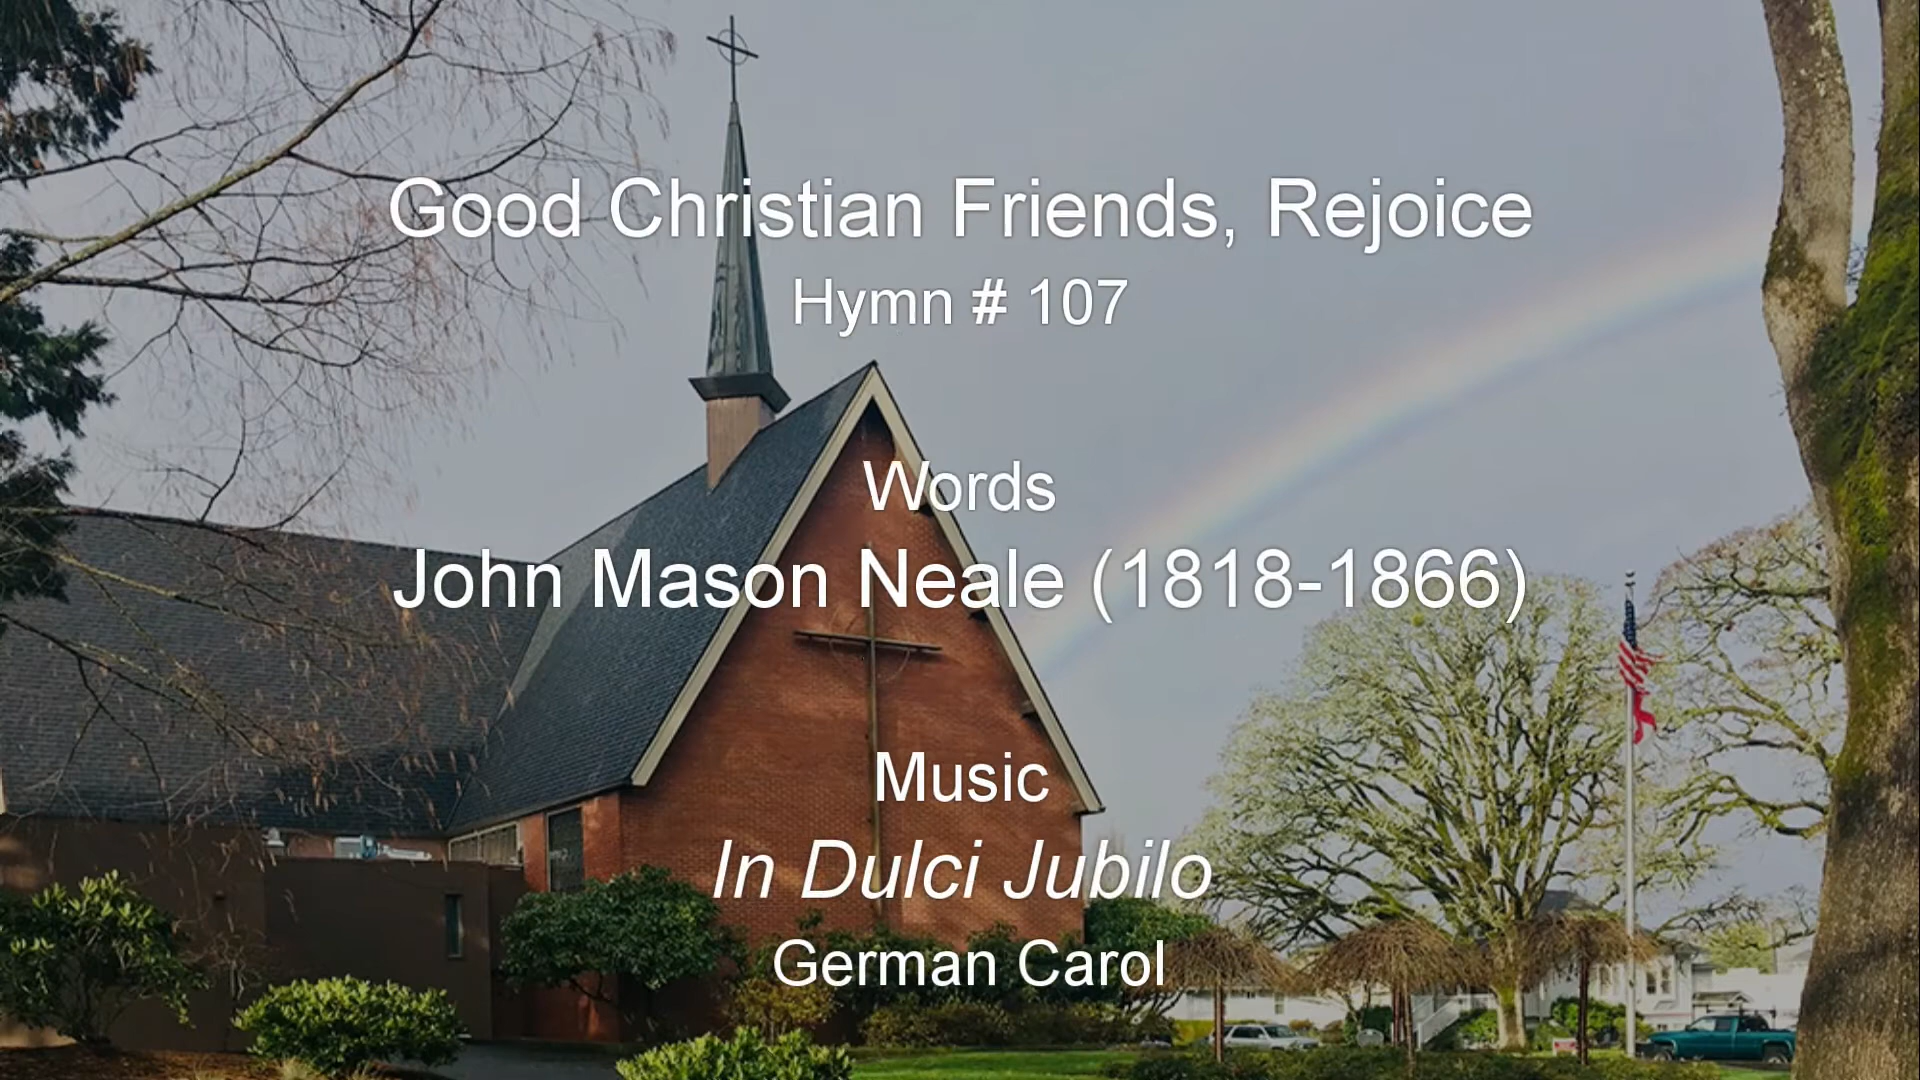 Good Christian Friends, Rejoice
Hymn # 107
Words
John Mason Neale (1818-1866)
Music
In Dulci Jubilo
German Carol